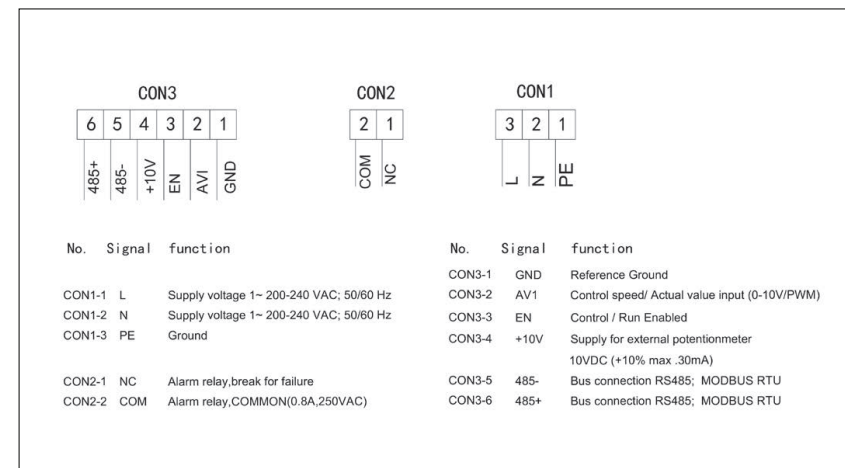 CON3 CON2 CON1
6 5 4 3 2 1 2 1 3 2 1
485+ 485- +10V EN AVI GND COM NC L N PE
No. Signal function
CON1-1 L Supply voltage 1~ 200-240 VAC; 50/60 Hz
CON1-2 N Supply voltage 1~ 200-240 VAC; 50/60 Hz
CON1-3 PE Ground
CON2-1 NC Alarm relay,break for failure
CON2-2 COM Alarm relay,COMMON(0.8A,250VAC)
No. Signal function
CON3-1 GND Reference Ground
CON3-2 AV1 Control speed/ Actual value input (0-10V/PWM)
CON3-3 EN Control / Run Enabled
CON3-4 +10V Supply for external potentionmeter
10VDC (+10% max .30mA)
CON3-5 485- Bus connection RS485; MODBUS RTU
CON3-6 485+ Bus connection RS485; MODBUS RTU